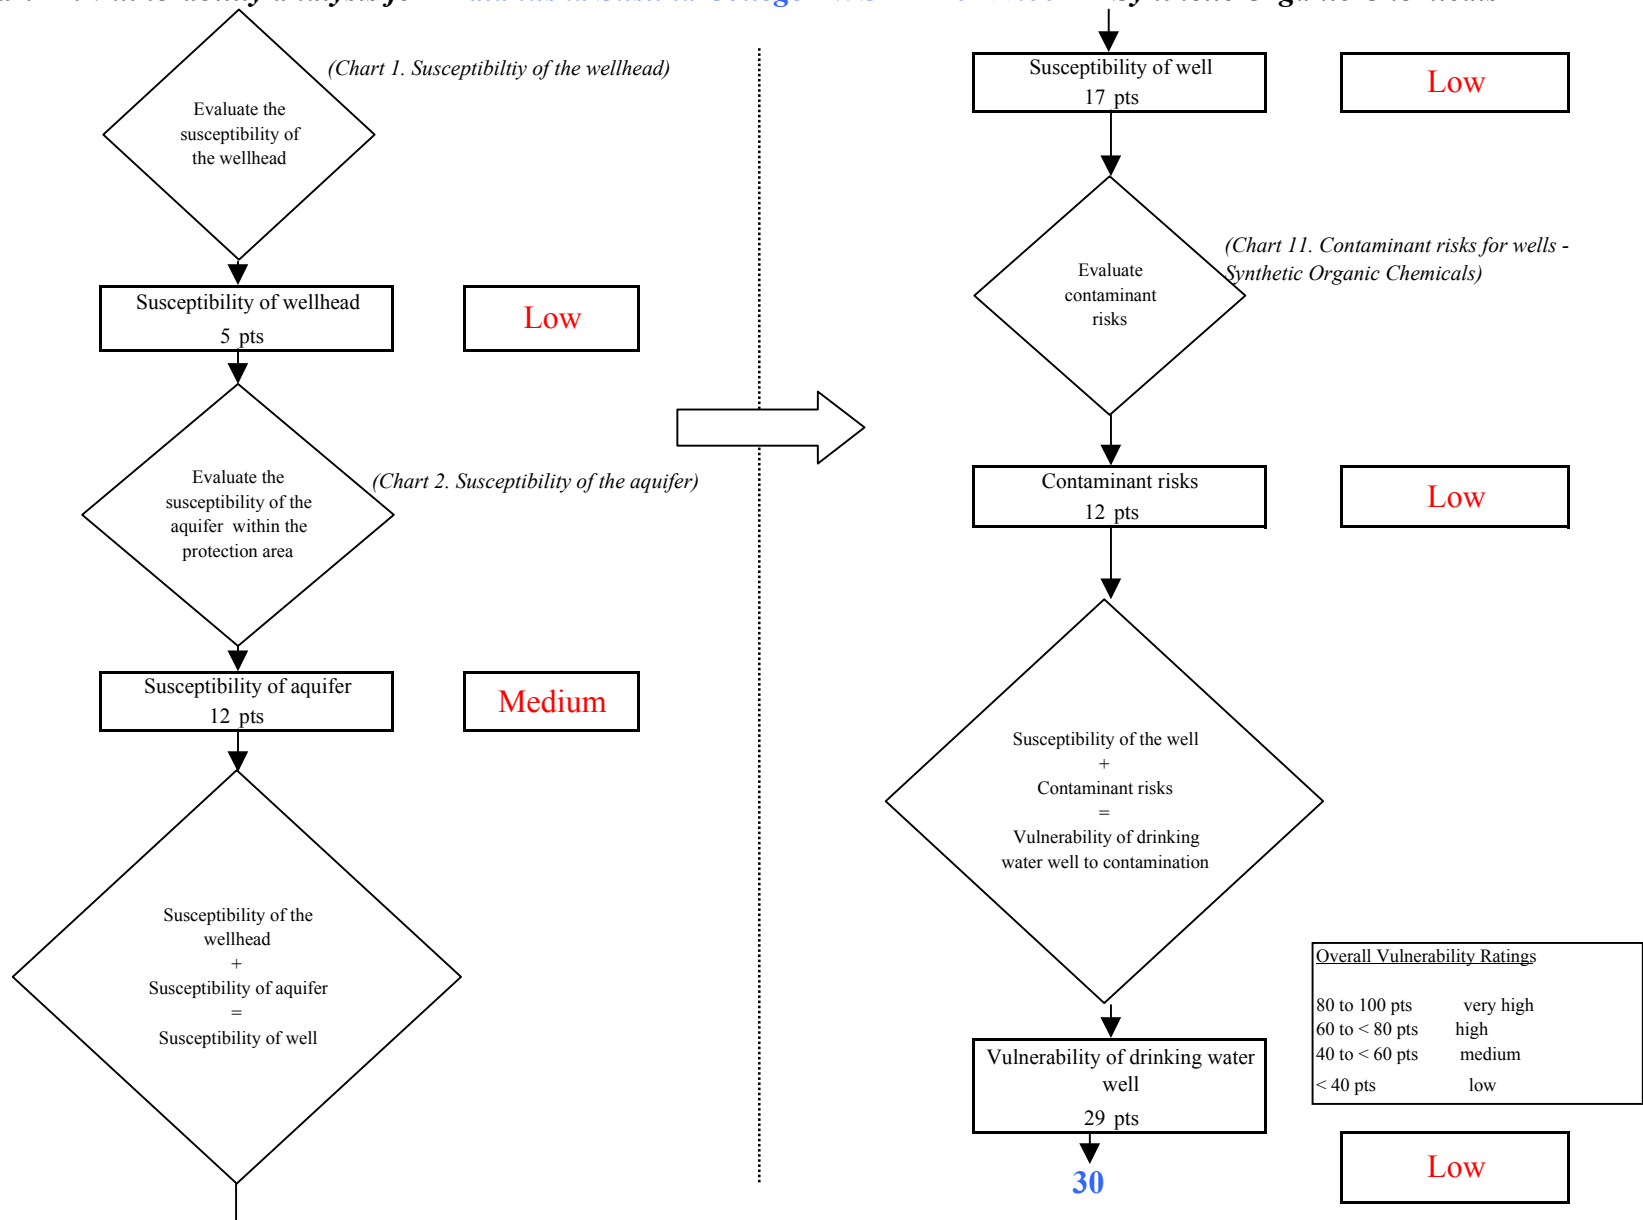 (Chart 1. Susceptibiltiy of the wellhead)
Evaluate the
susceptibility of
the wellhead
Susceptibility of wellhead
5 pts
Low
Evaluate the
susceptibility of the
aquifer within the
protection area
(Chart 2. Susceptibility of the aquifer)
Susceptibility of aquifer
12 pts
Medium
Susceptibility of the
wellhead
+
Susceptibility of aquifer
=
Susceptibility of well
Susceptibility of well
17 pts
Low
(Chart 11. Contaminant risks for wells -
Synthetic Organic Chemicals)
Evaluate
contaminant
risks
Contaminant risks
12 pts
Low
Susceptibility of the well
+
Contaminant risks
=
Vulnerability of drinking
water well to contamination
Overall Vulnerability Ratings
80 to 100 pts very high
60 to < 80 pts high
40 to < 60 pts medium
< 40 pts low
Vulnerability of drinking water
well
29 pts
30
Low